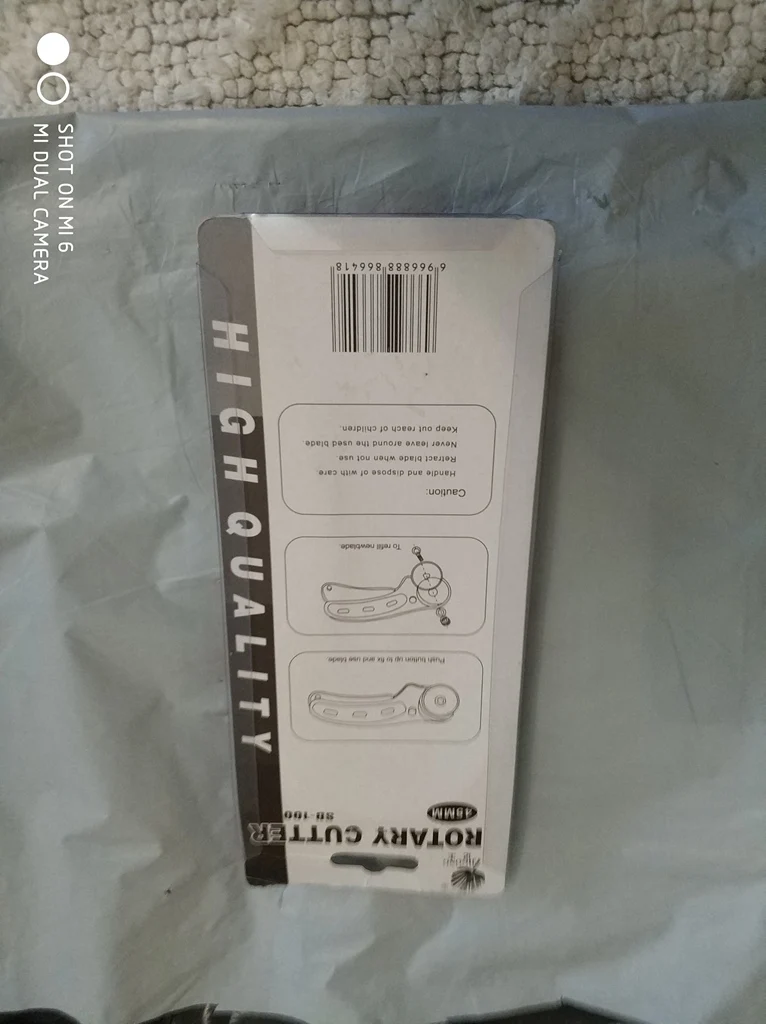 SHOT ON MI 6
MI DUAL CAMERA
ROTARY CUTTER
48MM
SD-100
Push button up to fix and use blade.
To refill newblade.
Caution:
Handle and dispose of with care.
Retract blade when not use.
Never leave around the used blade.
Keep out reach of children.
6 966888 866418
HIGH QUALITY